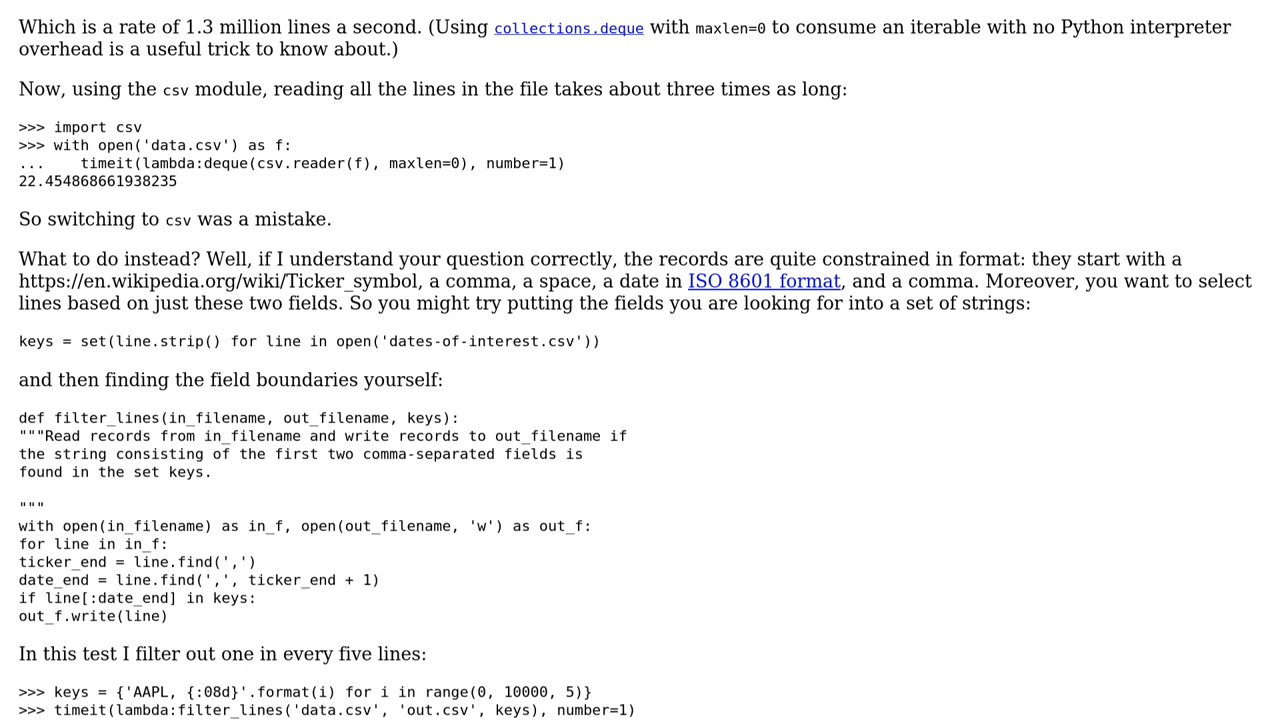 Which is a rate of 1.3 million lines a second. (Using collections.deque with maxlen=0 to consume an iterable with no Python interpreter
overhead is a useful trick to know about.)
Now, using the csv module, reading all the lines in the file takes about three times as long:
>>> import csv
>>> with open('data.csv') as f:
...    timeit(lambda:deque(csv.reader(f), maxlen=0), number=1)
22.454868661938235
So switching to csv was a mistake.
What to do instead? Well, if I understand your question correctly, the records are quite constrained in format: they start with a
https://en.wikipedia.org/wiki/Ticker_symbol, a comma, a space, a date in ISO 8601 format, and a comma. Moreover, you want to select
lines based on just these two fields. So you might try putting the fields you are looking for into a set of strings:
keys = set(line.strip() for line in open('dates-of-interest.csv'))
and then finding the field boundaries yourself:
def filter_lines(in_filename, out_filename, keys):
"""Read records from in_filename and write records to out_filename if
the string consisting of the first two comma-separated fields is
found in the set keys.
"""
with open(in_filename) as in_f, open(out_filename, 'w') as out_f:
for line in in_f:
ticker_end = line.find(',')
date_end = line.find(',', ticker_end + 1)
if line[:date_end] in keys:
out_f.write(line)
In this test I filter out one in every five lines:
>>> keys = {'AAPL, {:08d}'.format(i) for i in range(0, 10000, 5)}
>>> timeit(lambda:filter_lines('data.csv', 'out.csv', keys), number=1)